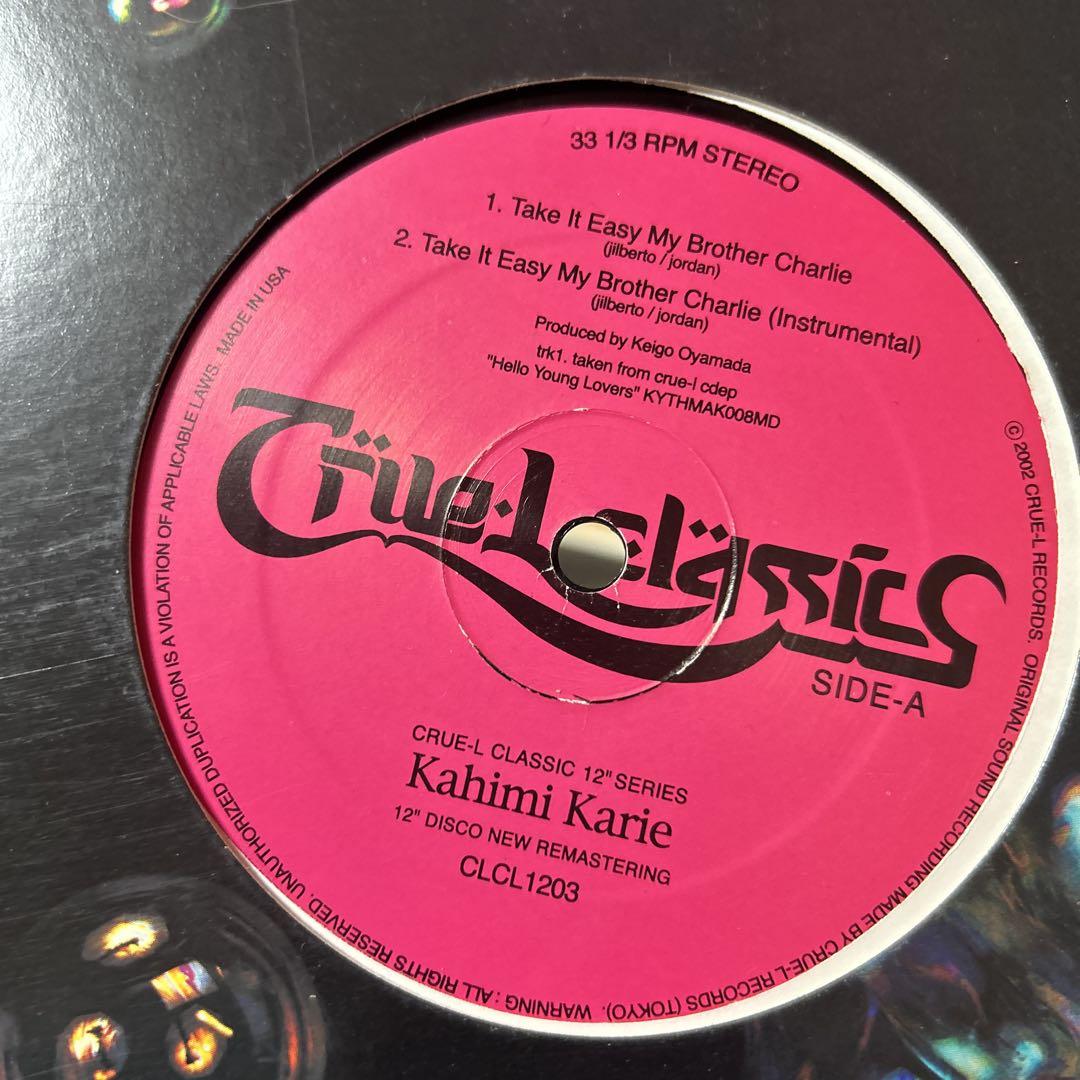 33 1/3 RPM STEREO
1. Take It Easy My Brother Charlie
(jilberto / jordan)
2. Take It Easy My Brother Charlie (Instrumental)
(jilberto / jordan)
Produced by Keigo Oyamada
trk1. taken from crue-l cdep
"Hello Young Lovers" KYTHMAK008MD
Crüe-L clässics
SIDE-A
CRUE-L CLASSIC 12" SERIES
Kahimi Karie
12" DISCO NEW REMASTERING
CLCL1203
© 2002 CRUE-L RECORDS. ORIGINAL SOUND RECORDING MADE BY CRUE-L RECORDS (TOKYO). WARNING : ALL RIGHTS RESERVED. UNAUTHORIZED DUPLICATION IS A VIOLATION OF APPLICABLE LAWS. MADE IN USA